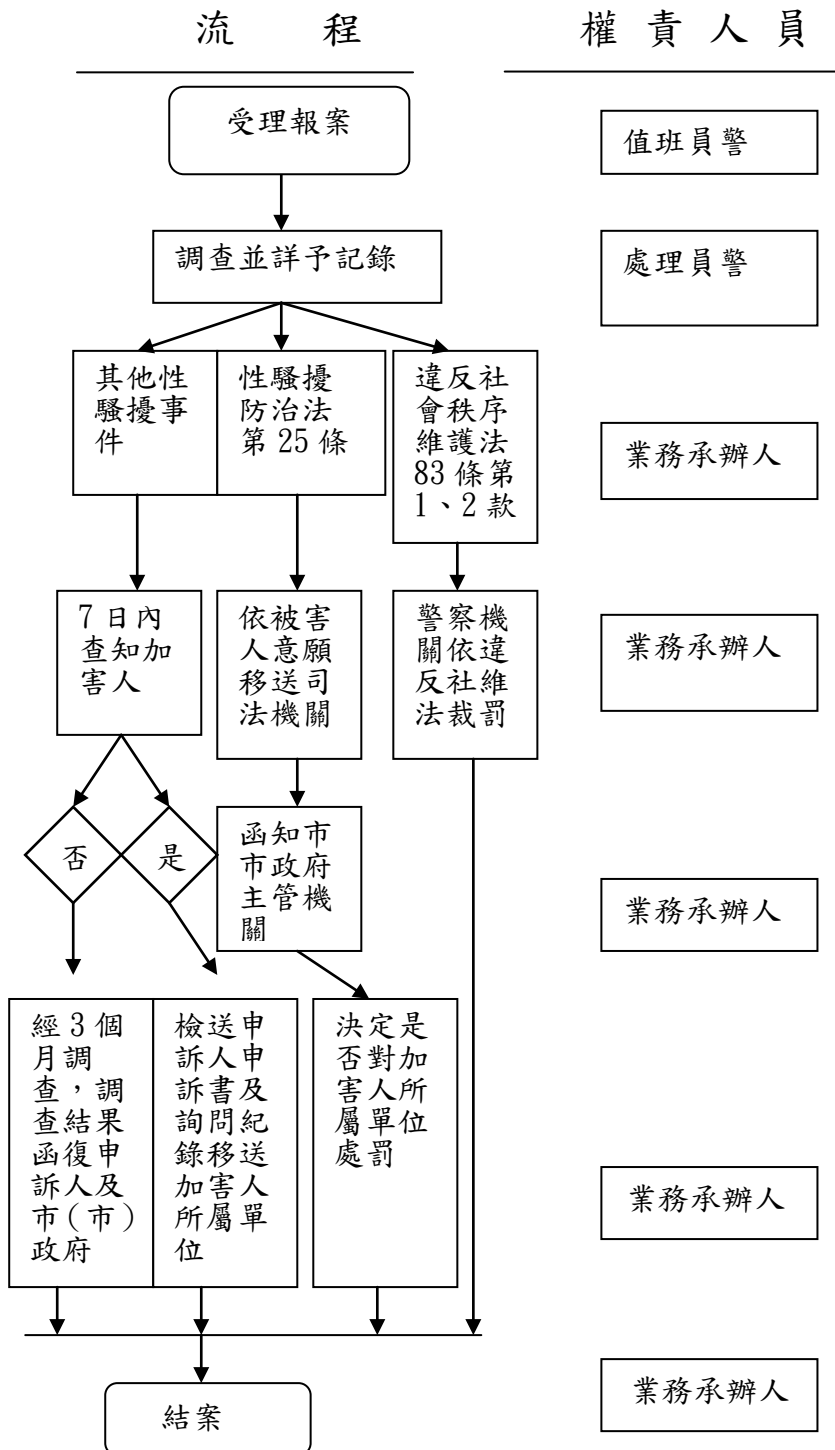 流 程
權責人員
受理報案
值班員警
調查並詳予記錄
處理員警
其他性
騷擾事
件
性騷擾
防治法
第 25 條
違反社
會秩序
維護法
83 條第
1、2 款
業務承辦人
7 日內
查知加
害人
依被害
人意願
移送司
法機關
警察機
關依違
反社維
法裁罰
業務承辦人
否
是
函知市
市政府
主管機
關
業務承辦人
經 3 個
月調
查，調
查結果
函復申
訴人及
市(市)
政府
檢送申
訴人申
訴書及
詢問紀
錄移送
加害人
所屬單
位
決定是
否對加
害人所
屬單位
處罰
業務承辦人
結案
業務承辦人